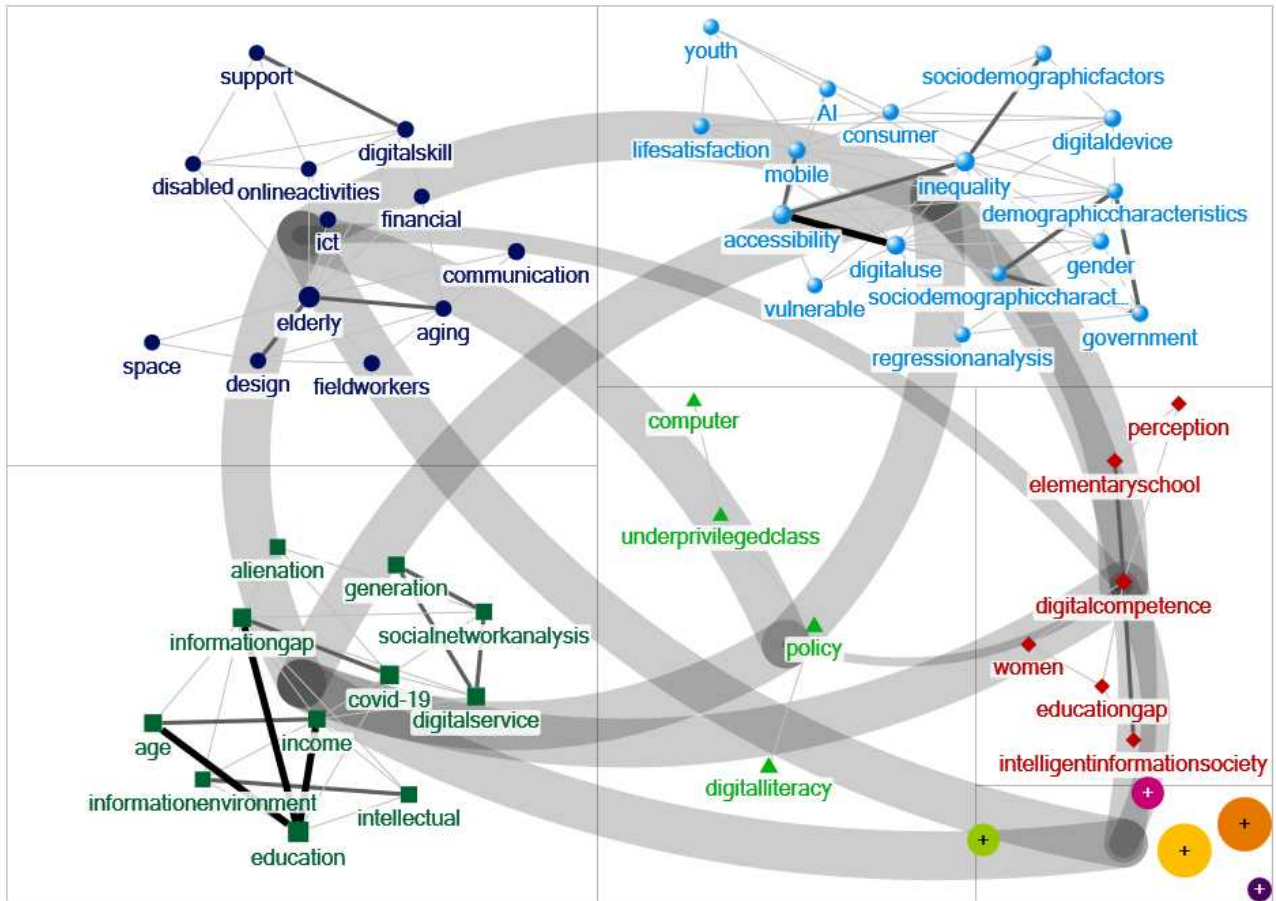 support
digitalskill
disabled
onlineactivities
financial
ict
communication
elderly
aging
space
design
fieldworkers
youth
sociodemographicfactors
AI
consumer
digitaldevice
lifesatisfaction
mobile
inequality
demographiccharacteristics
accessibility
digitaluse
gender
vulnerable
sociodemographiccharact...
government
regressionanalysis
computer
underprivilegedclass
policy
digitalliteracy
perception
elementaryschool
digitalcompetence
women
educationgap
intelligentinformationsociety
alienation
generation
informationgap
socialnetworkanalysis
covid-19
digitalservice
age
income
informationenvironment
intellectual
education
+
+
+
+
+